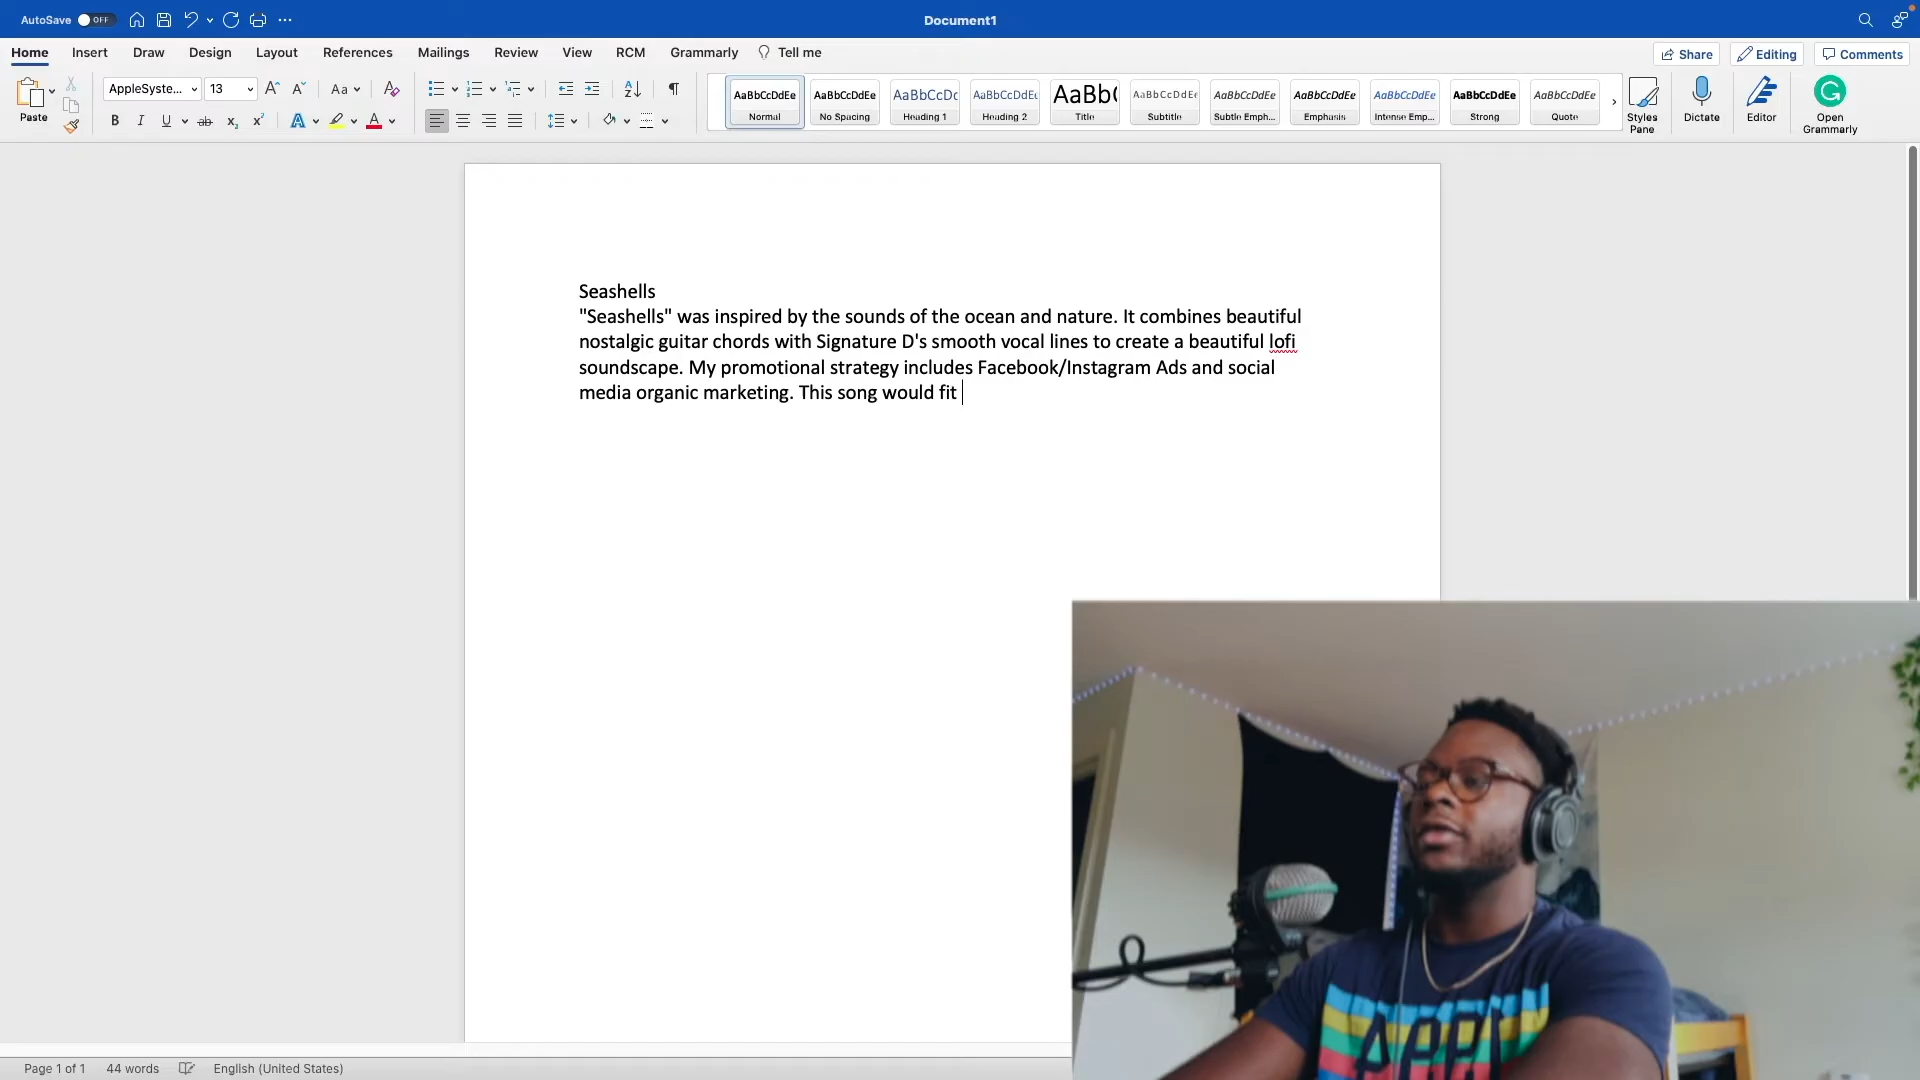 AutoSave OFF Document1
Home Insert Draw Design Layout References Mailings Review View RCM Grammarly Tell me Share Editing Comments
Paste AppleSyste... 13 Aa
AaBbCcDdEe AaBbCcDdEe AaBbCcDc AaBbCcDdEe AaBb( AaBbCcDdEe AaBbCcDdEe AaBbCcDdEe AaBbCcDdEe AaBbCcDdEe AaBbCcDdEe
Normal No Spacing Heading 1 Heading 2 Title Subtitle Subtle Emph... Emphasis Intense Emp... Strong Quote
Styles Pane Dictate Editor Open Grammarly
Seashells
"Seashells" was inspired by the sounds of the ocean and nature. It combines beautiful
nostalgic guitar chords with Signature D's smooth vocal lines to create a beautiful lofi
soundscape. My promotional strategy includes Facebook/Instagram Ads and social
media organic marketing. This song would fit
Page 1 of 1 44 words English (United States)